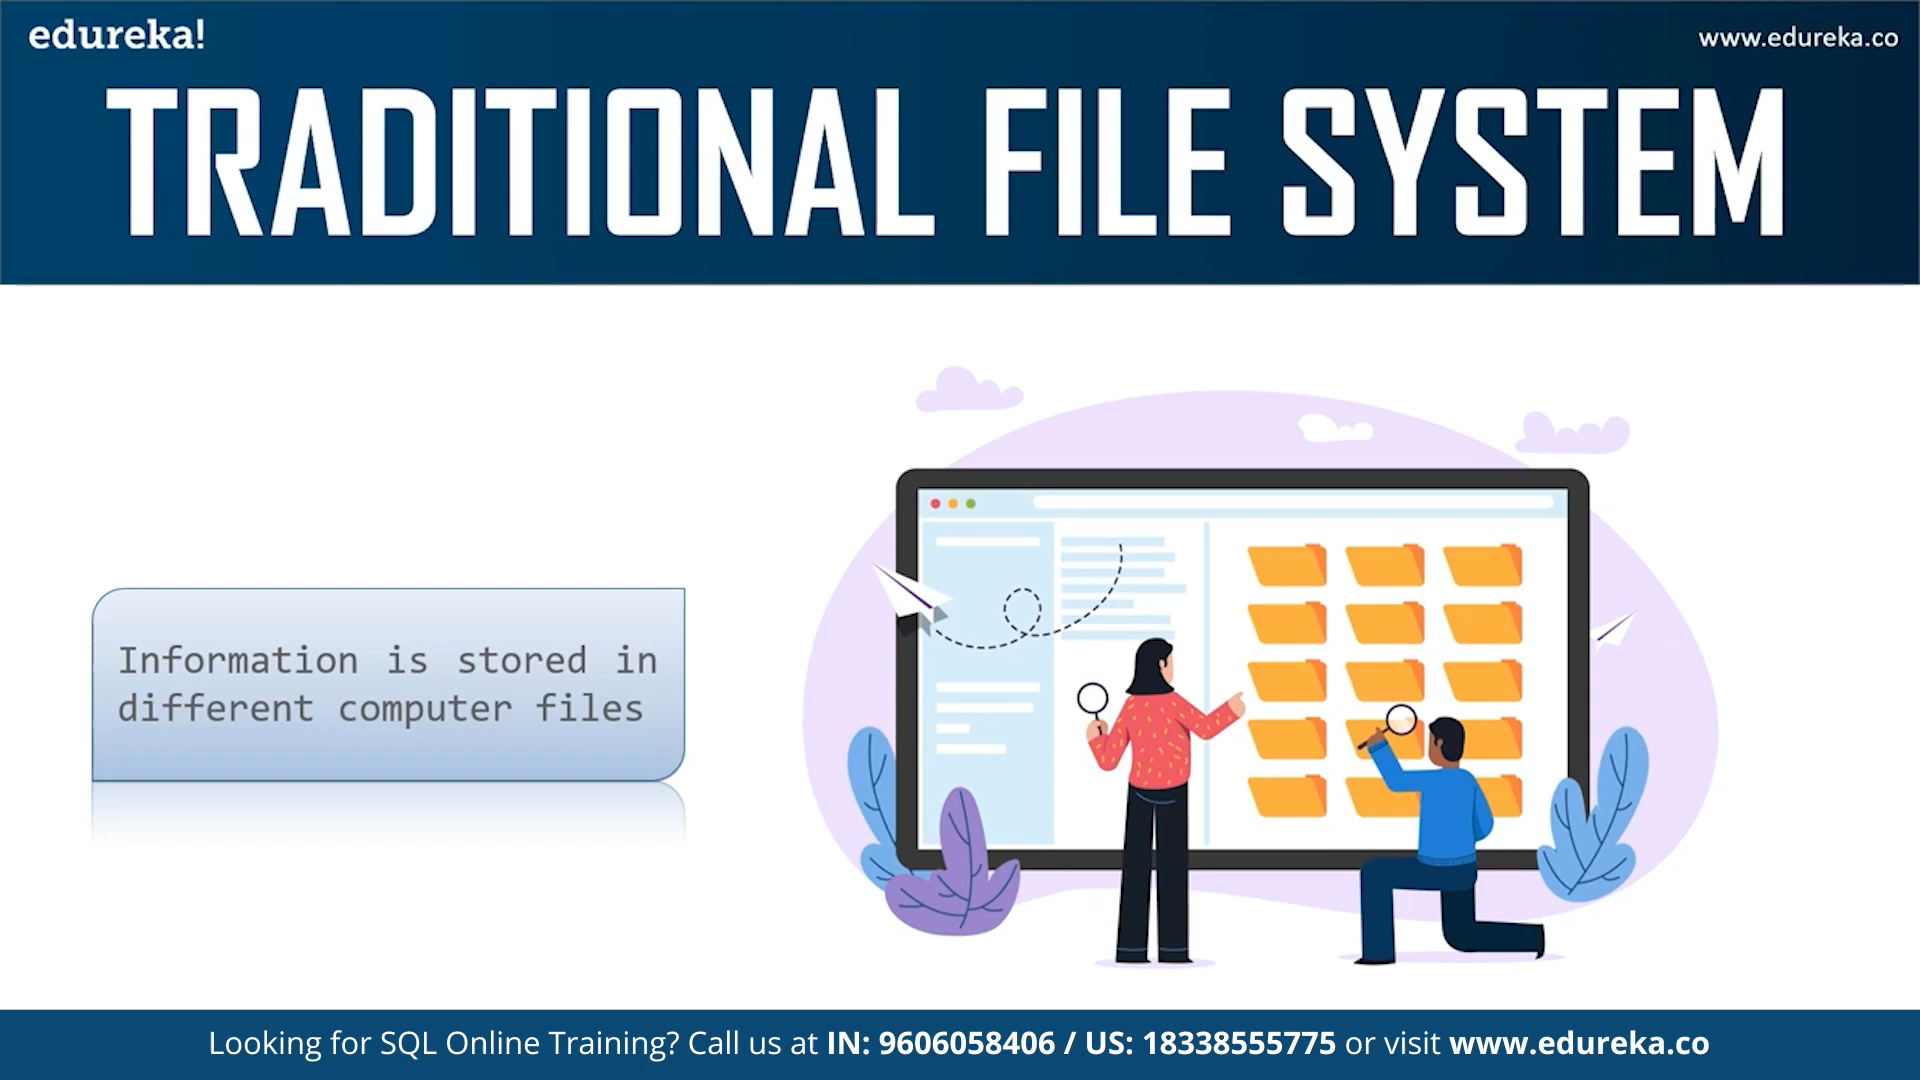 edureka!
www.edureka.co
TRADITIONAL FILE SYSTEM
Information is stored in
different computer files
Looking for SQL Online Training? Call us at IN: 9606058406 / US: 18338555775 or visit www.edureka.co